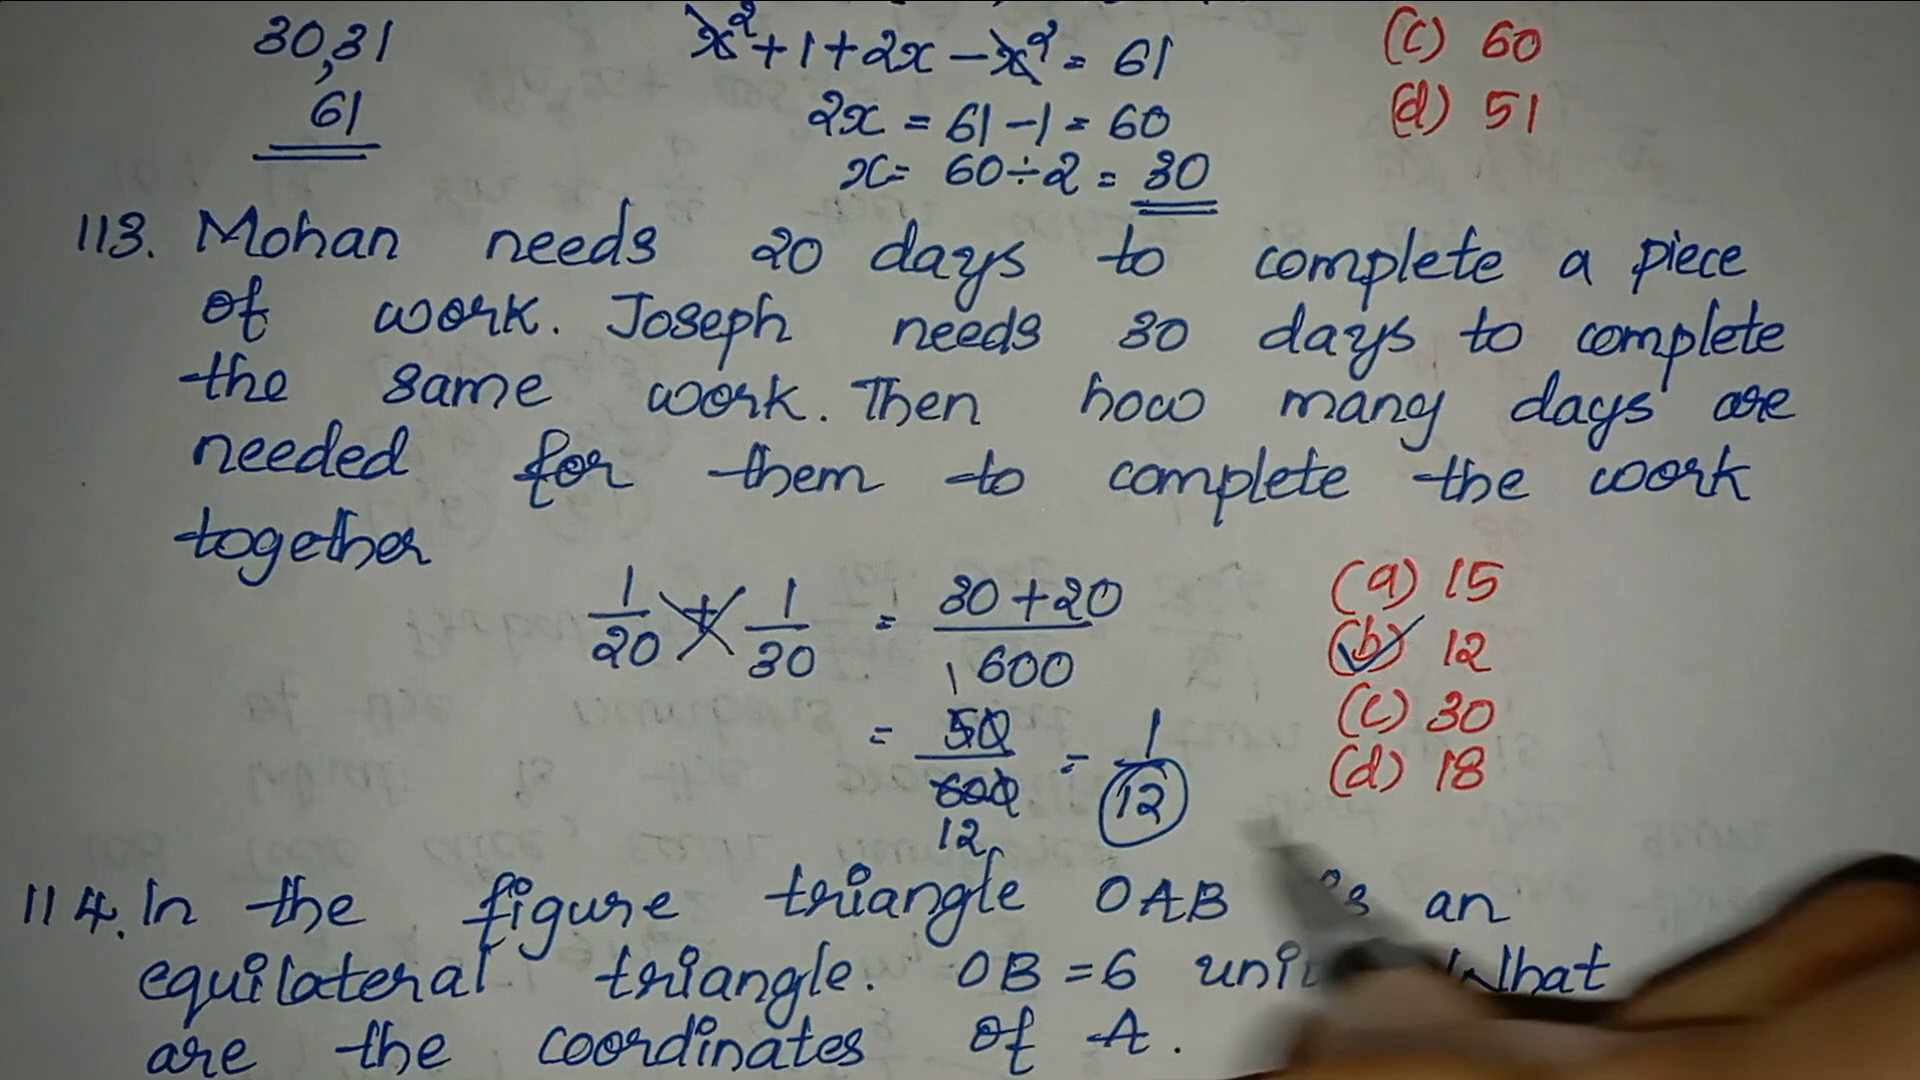 30,31
61
x² + 1 + 2x - x² = 61
2x = 61 - 1 = 60
x = 60 ÷ 2 = 30
(c) 60
(d) 51
113. Mohan needs 20 days to complete a piece
of work. Joseph needs 30 days to complete
the same work. Then how many days are
needed for them to complete the work
together
1/20 + 1/30 = 30+20/600
= 50/600 = 1/12
1
12
(a) 15
(b) 12
(c) 30
(d) 18
114. In the figure triangle OAB is an
equilateral triangle. OB = 6 What
are the coordinates of A.